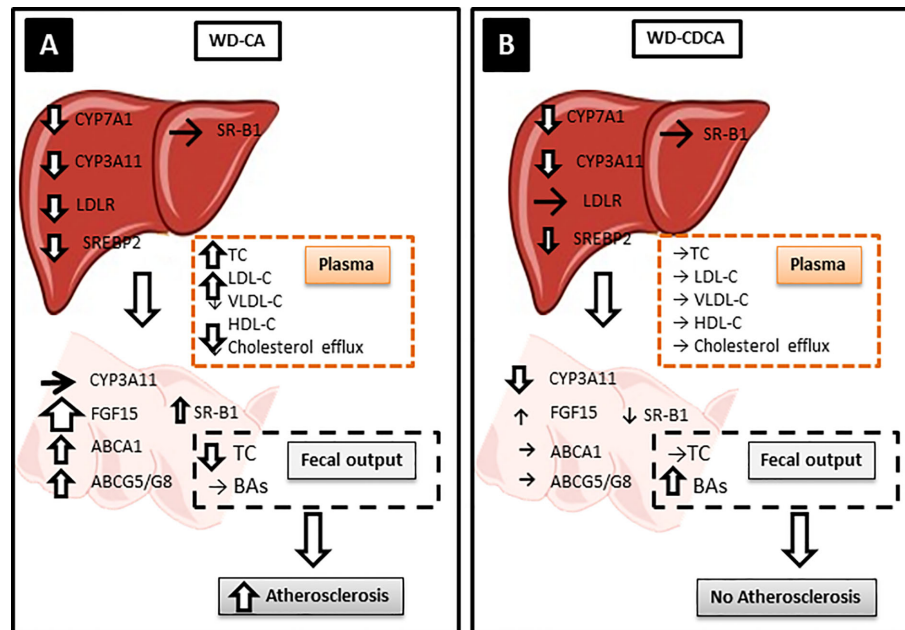 A
WD-CA
CYP7A1
SR-B1
CYP3A11
LDLR
SREBP2
TC
Plasma
LDL-C
VLDL-C
HDL-C
Cholesterol efflux
CYP3A11
FGF15
SR-B1
ABCA1
TC
Fecal output
ABCG5/G8
BAs
Atherosclerosis
B
WD-CDCA
CYP7A1
SR-B1
CYP3A11
LDLR
SREBP2
TC
Plasma
LDL-C
VLDL-C
HDL-C
Cholesterol efflux
CYP3A11
FGF15
SR-B1
ABCA1
TC
Fecal output
ABCG5/G8
BAs
No Atherosclerosis